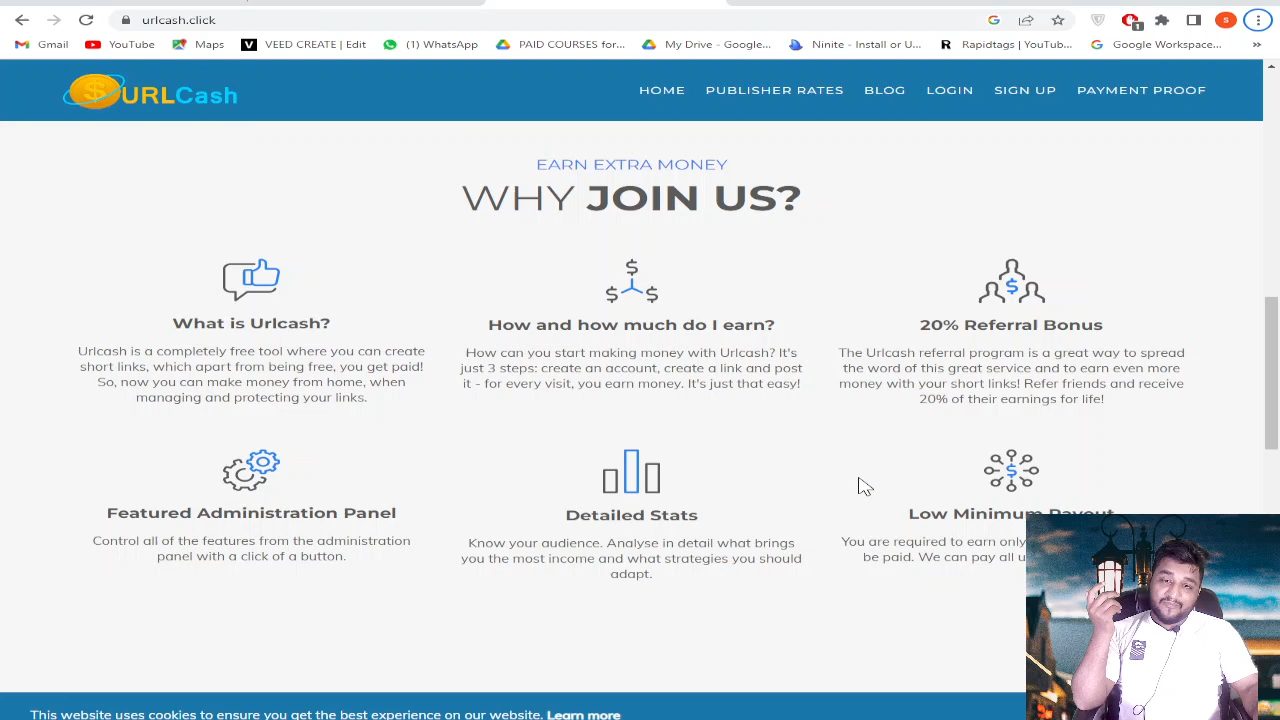 urlcash.click
S
1
Gmail YouTube Maps VEED CREATE | Edit (1) WhatsApp PAID COURSES for... My Drive - Google... Ninite - Install or U... Rapidtags | YouTub... Google Workspace... »
URLCash
HOME PUBLISHER RATES BLOG LOGIN SIGN UP PAYMENT PROOF
EARN EXTRA MONEY
WHY JOIN US?
What is Urlcash?
Urlcash is a completely free tool where you can create
short links, which apart from being free, you get paid!
So, now you can make money from home, when
managing and protecting your links.
How and how much do I earn?
How can you start making money with Urlcash? It's
just 3 steps: create an account, create a link and post
it - for every visit, you earn money. It's just that easy!
20% Referral Bonus
The Urlcash referral program is a great way to spread
the word of this great service and to earn even more
money with your short links! Refer friends and receive
20% of their earnings for life!
Featured Administration Panel
Control all of the features from the administration
panel with a click of a button.
Detailed Stats
Know your audience. Analyse in detail what brings
you the most income and what strategies you should
adapt.
Low Minimum Payout
You are required to earn only
be paid. We can pay all u
This website uses cookies to ensure you get the best experience on our website. Learn more